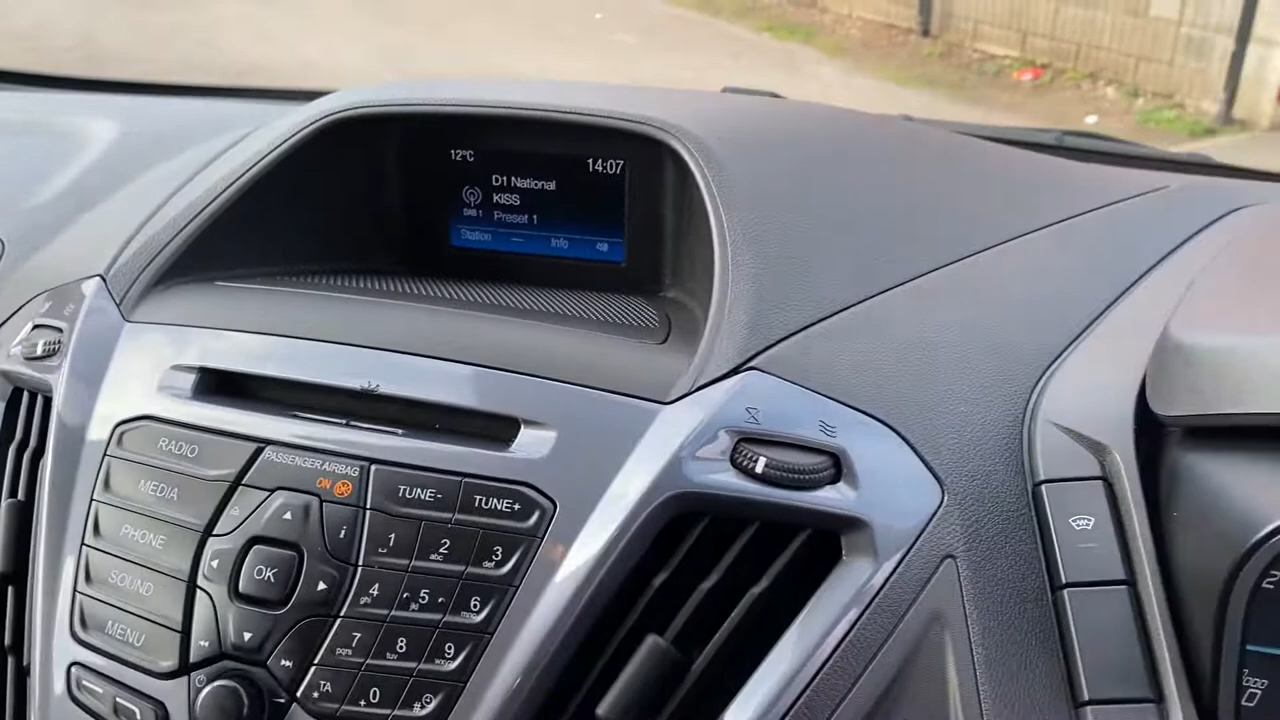 12°C
14:07
D1 National
KISS
DAB 1
Preset 1
Station
Info
RADIO
MEDIA
PHONE
SOUND
MENU
PASSENGER AIRBAG
ON
TUNE-
TUNE+
i
OK
1
2
abc
3
def
4
ghi
5
jkl
6
mno
7
pqrs
8
tuv
9
wxyz
TA
*
+0
#
2